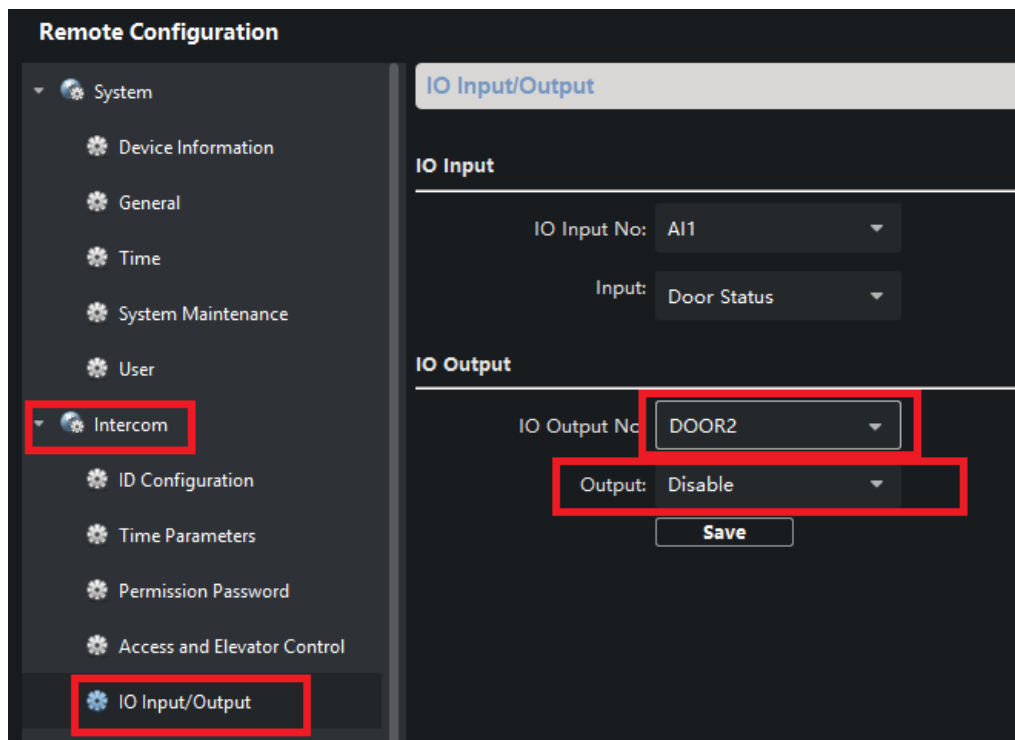 Remote Configuration
System
Device Information
General
Time
System Maintenance
User
Intercom
ID Configuration
Time Parameters
Permission Password
Access and Elevator Control
IO Input/Output
IO Input/Output
IO Input
IO Input No: AI1
Input: Door Status
IO Output
IO Output No DOOR2
Output: Disable
Save